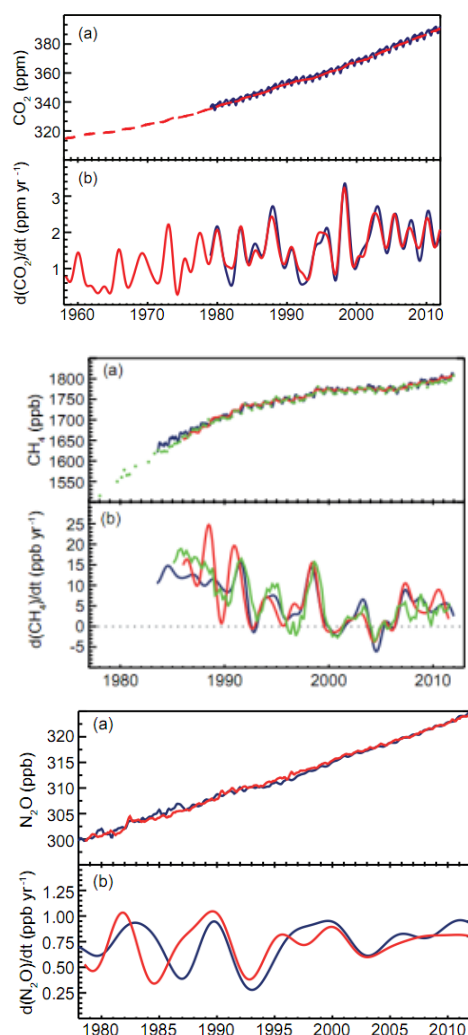 (a)
CO₂ (ppm)
380
360
340
320
(b)
d(CO₂)/dt (ppm yr⁻¹)
3
2
1
1960 1970 1980 1990 2000 2010
(a)
CH₄ (ppb)
1800
1750
1700
1650
1600
1550
(b)
d(CH₄)/dt (ppb yr⁻¹)
25
20
15
10
5
0
-5
1980 1990 2000 2010
(a)
N₂O (ppb)
320
315
310
305
300
(b)
d(N₂O)/dt (ppb yr⁻¹)
1.25
1.00
0.75
0.50
0.25
1980 1985 1990 1995 2000 2005 2010